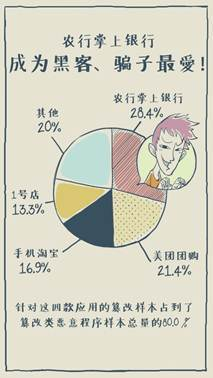 农行掌上银行
成为黑客、骗子最爱!
其他
20%
农行掌上银行
28.4%
1号店
13.3%
手机淘宝
16.9%
美团团购
21.4%
针对这四款应用的篡改样本占到了
篡改类恶意程序样本总量的80.0%